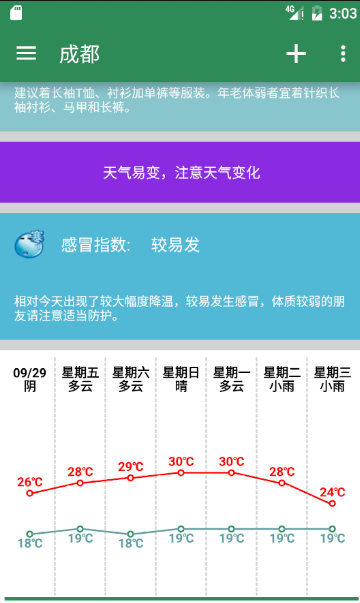 4G 3:03
成都
建议着长袖T恤、衬衫加单裤等服装。年老体弱者宜着针织长
袖衬衫、马甲和长裤。
天气易变，注意天气变化
感冒指数: 较易发
相对今天出现了较大幅度降温，较易发生感冒，体质较弱的朋
友请注意适当防护。
09/29 星期五 星期六 星期日 星期一 星期二 星期三
阴 多云 多云 晴 多云 小雨 小雨
26℃ 28℃ 29℃ 30℃ 30℃ 28℃ 24℃
18℃ 19℃ 18℃ 19℃ 19℃ 19℃ 19℃